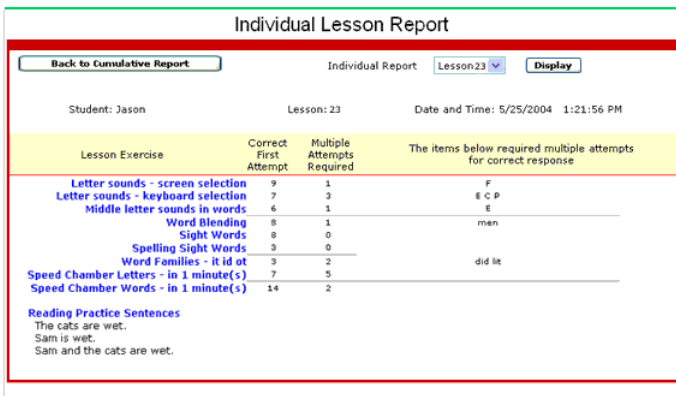 Individual Lesson Report
Back to Cumulative Report Individual Report Lesson23 Display
Student: Jason Lesson: 23 Date and Time: 5/25/2004 1:21:56 PM
Lesson Exercise Correct First Attempt Multiple Attempts Required The items below required multiple attempts for correct response
Letter sounds - screen selection 9 1 F
Letter sounds - keyboard selection 7 3 E C P
Middle letter sounds in words 6 1 E
Word Blending 8 1 men
Sight Words 8 0
Spelling Sight Words 3 0
Word Families - it id ot 3 2 did lit
Speed Chamber Letters - in 1 minute(s) 7 5
Speed Chamber Words - in 1 minute(s) 14 2
Reading Practice Sentences
The cats are wet.
Sam is wet.
Sam and the cats are wet.